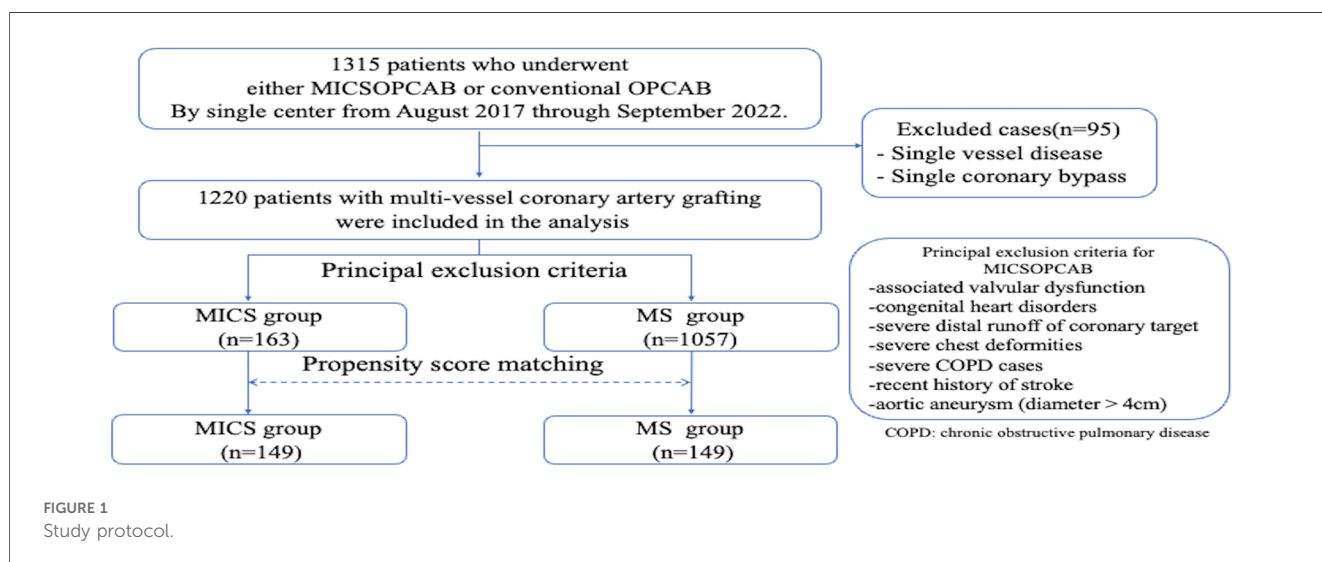 1315 patients who underwent
either MICSOPCAB or conventional OPCAB
By single center from August 2017 through September 2022.
Excluded cases(n=95)
- Single vessel disease
- Single coronary bypass
1220 patients with multi-vessel coronary artery grafting
were included in the analysis
Principal exclusion criteria
MICS group
(n=163)
MS group
(n=1057)
Propensity score matching
MICS group
(n=149)
MS group
(n=149)
Principal exclusion criteria for
MICSOPCAB
-associated valvular dysfunction
-congenital heart disorders
-severe distal runoff of coronary target
-severe chest deformities
-severe COPD cases
-recent history of stroke
-aortic aneurysm (diameter > 4cm)
COPD: chronic obstructive pulmonary disease
FIGURE 1
Study protocol.